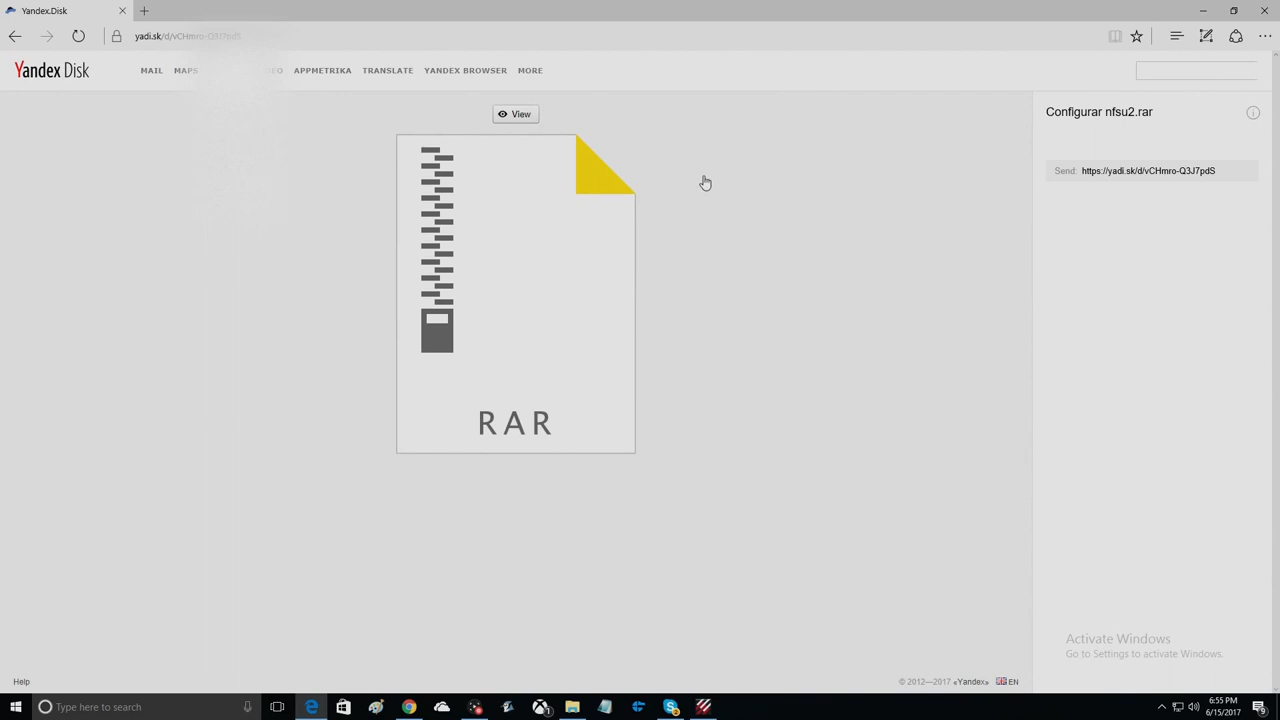 Yandex.Disk
yadi.sk/d/vCHmro-Q3J7pdS
Yandex Disk
MAIL MAPS APPMETRIKA TRANSLATE YANDEX BROWSER MORE
View
Configurar nfsu2.rar
Send: https://yadi.sk/d/vCHmro-Q3J7pdS
RAR
Activate Windows
Go to Settings to activate Windows.
Help
© 2012—2017 «Yandex» EN
Type here to search
6:55 PM
6/15/2017